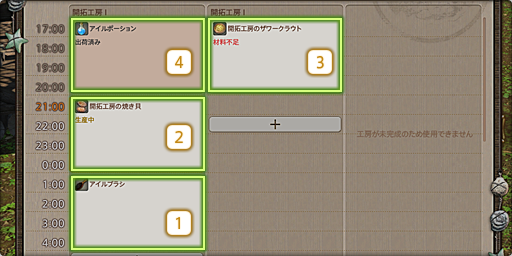 開拓工房 I
開拓工房 I
17:00
18:00
19:00
20:00
21:00
22:00
23:00
0:00
1:00
2:00
3:00
4:00
アイルポーション
出荷済み
4
開拓工房のザワークラウト
材料不足
3
開拓工房の焼き貝
生産中
2
+
工房が未完成のため使用できません
アイルブラシ
1